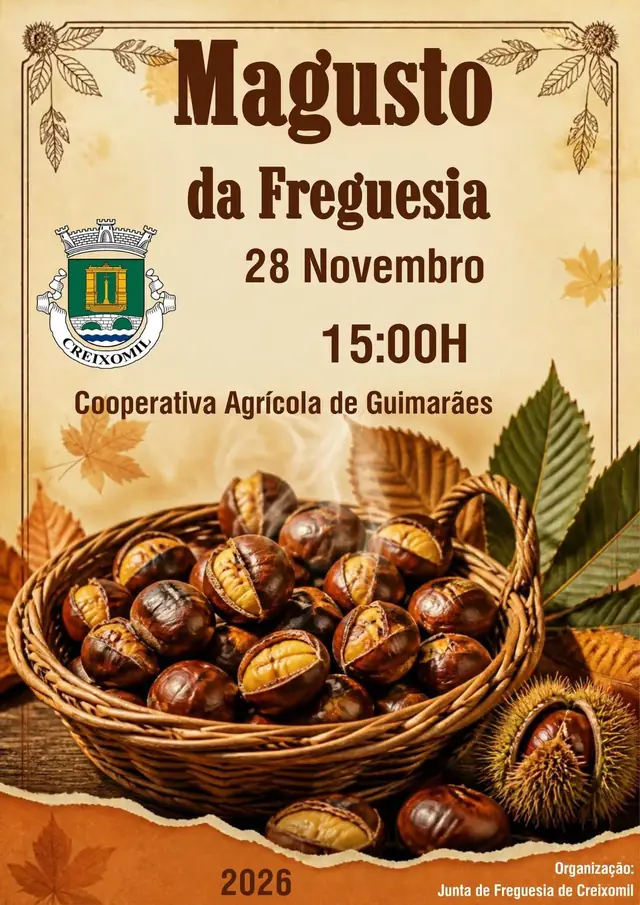 Magusto
da Freguesia
28 Novembro
15:00H
CREIXOMIL
Cooperativa Agrícola de Guimarães
2026
Organização:
Junta de Freguesia de Creixomil